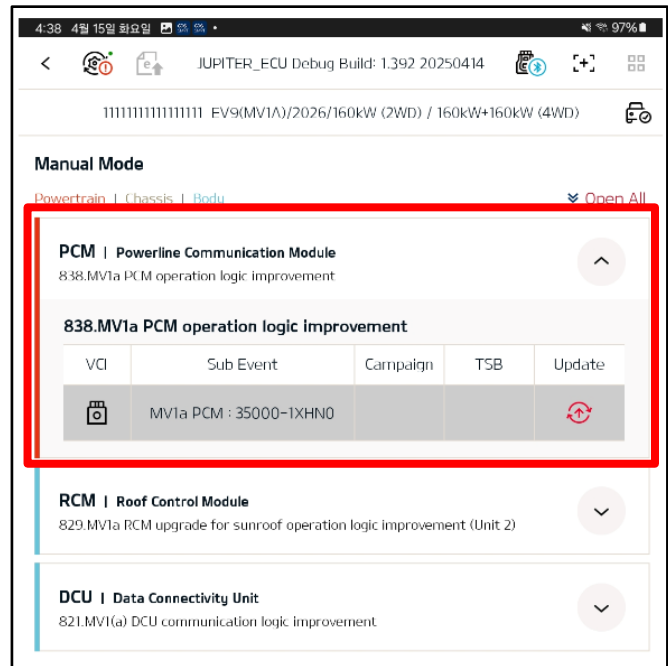 4:38 4월 15일 화요일 97%
JUPITER_ECU Debug Build: 1.392 20250414
11111111111111111 EV9(MV1A)/2026/160kW (2WD) / 160kW+160kW (4WD)
Manual Mode
Powertrain | Chassis | Body Open All
PCM | Powerline Communication Module
838.MV1a PCM operation logic improvement
838.MV1a PCM operation logic improvement
VCI Sub Event Campaign TSB Update
MV1a PCM : 35000-1XHN0
RCM | Roof Control Module
829.MV1a RCM upgrade for sunroof operation logic improvement (Unit 2)
DCU | Data Connectivity Unit
821.MV1(a) DCU communication logic improvement